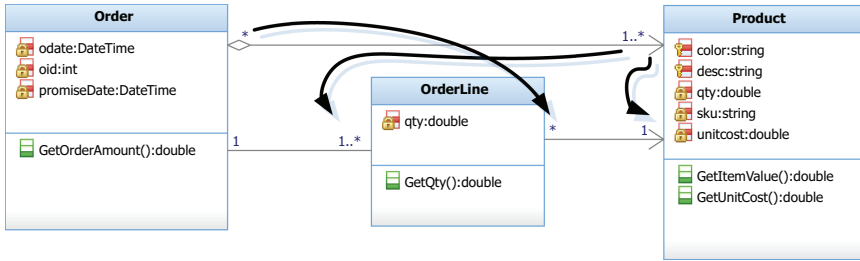 Order
odate:DateTime
oid:int
promiseDate:DateTime
GetOrderAmount():double
*
1..*
OrderLine
qty:double
GetQty():double
1
1..*
*
1
Product
color:string
desc:string
qty:double
sku:string
unitcost:double
GetItemValue():double
GetUnitCost():double